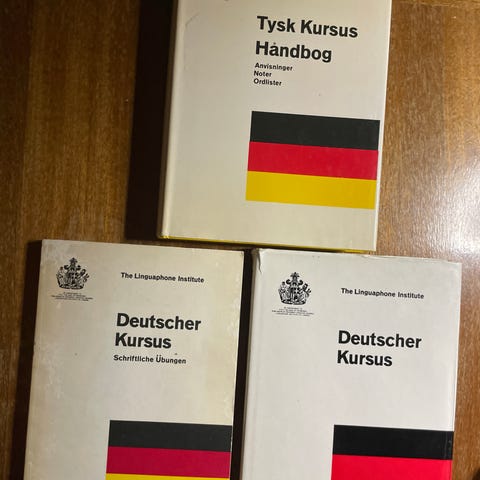 Tysk Kursus
Håndbog
Anvisninger
Noter
Ordlister
The Linguaphone Institute
Deutscher
Kursus
Schriftliche Übungen
The Linguaphone Institute
Deutscher
Kursus